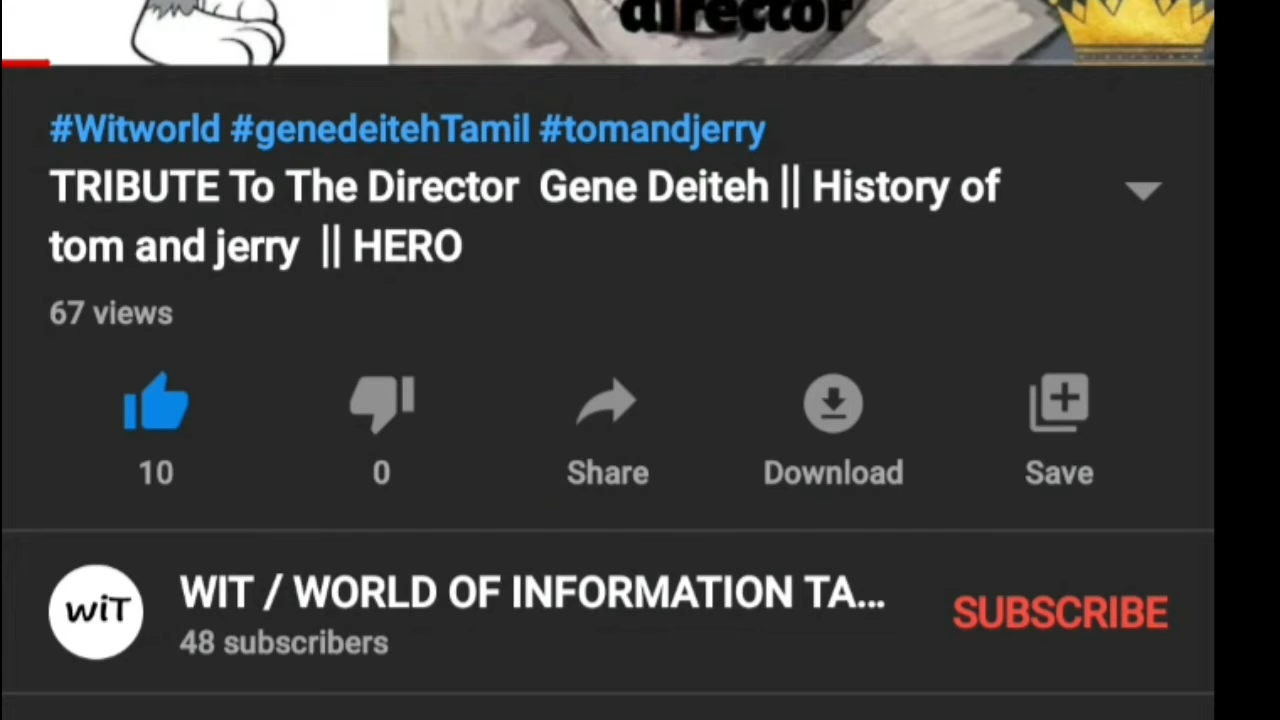 director
#Witworld #genedeitehTamil #tomandjerry
TRIBUTE To The Director Gene Deiteh || History of
tom and jerry || HERO
67 views
10
0
Share
Download
Save
wiT
WIT / WORLD OF INFORMATION TA...
48 subscribers
SUBSCRIBE